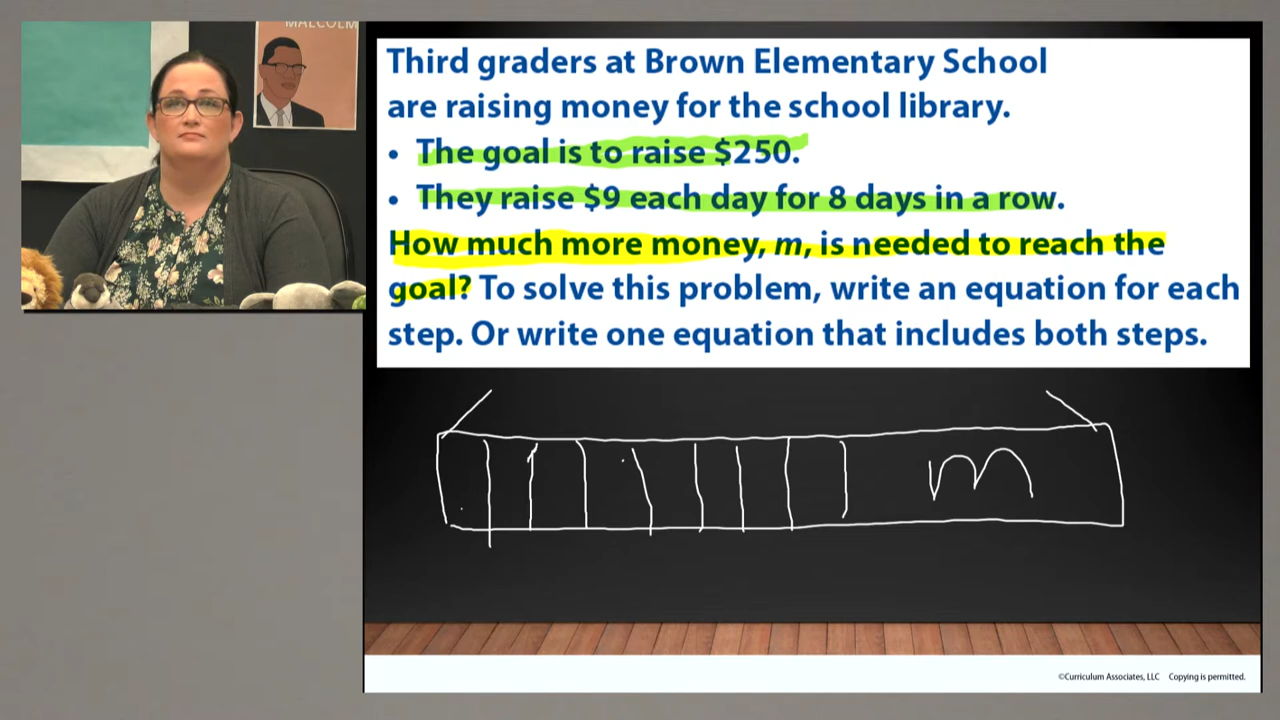 MALCOLM
Third graders at Brown Elementary School
are raising money for the school library.
• The goal is to raise $250.
• They raise $9 each day for 8 days in a row.
How much more money, m, is needed to reach the
goal? To solve this problem, write an equation for each
step. Or write one equation that includes both steps.
m
©Curriculum Associates, LLC Copying is permitted.